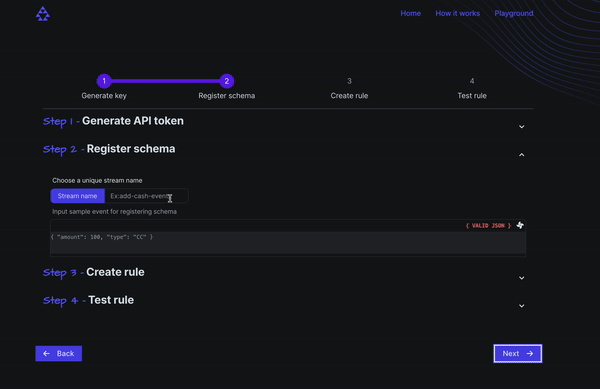 Home How it works Playground
1 2 3 4
Generate key Register schema Create rule Test rule
Step 1 - Generate API token
Step 2 - Register schema
Choose a unique stream name
Stream name Ex:add-cash-event
Input sample event for registering schema
{ VALID JSON }
{ "amount": 100, "type": "CC" }
Step 3 - Create rule
Step 4 - Test rule
← Back Next →